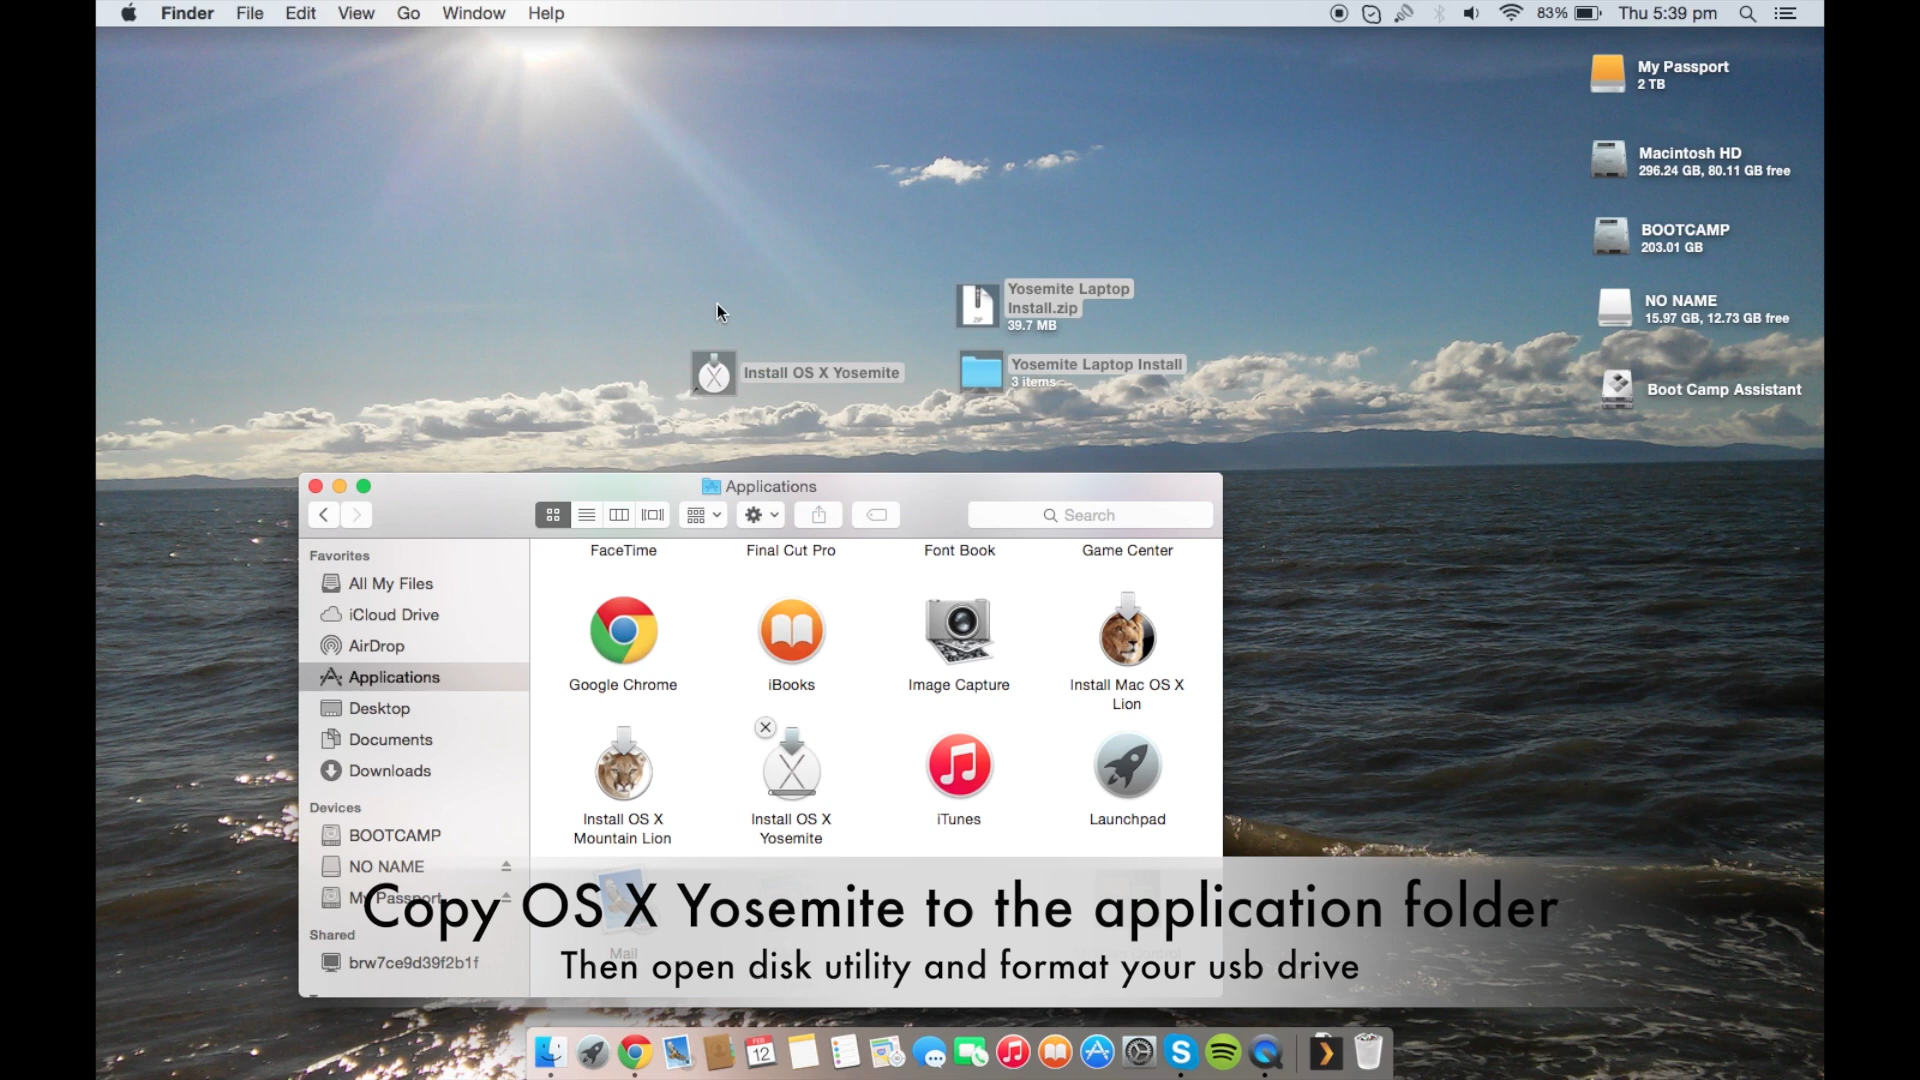 Finder File Edit View Go Window Help 83% Thu 5:39 pm
My Passport
2 TB
Macintosh HD
296.24 GB, 80.11 GB free
BOOTCAMP
203.01 GB
NO NAME
15.97 GB, 12.73 GB free
Boot Camp Assistant
Yosemite Laptop
Install.zip
39.7 MB
ZIP
Install OS X Yosemite
Yosemite Laptop Install
3 items
Applications
Search
Favorites
All My Files
iCloud Drive
AirDrop
Applications
Desktop
Documents
Downloads
Devices
BOOTCAMP
NO NAME
My Passport
Shared
brw7ce9d39f2b1f
FaceTime Final Cut Pro Font Book Game Center
Google Chrome iBooks Image Capture Install Mac OS X
Lion
Install OS X Install OS X iTunes Launchpad
Mountain Lion Yosemite
Mail
Copy OS X Yosemite to the application folder
Then open disk utility and format your usb drive
FEB
12